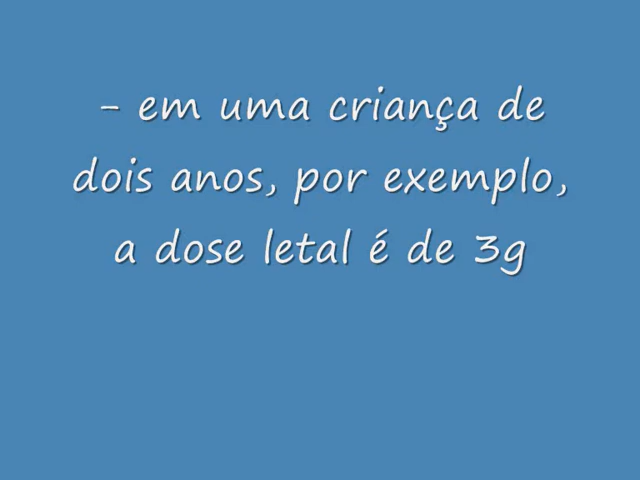 - em uma criança de
dois anos, por exemplo,
a dose letal é de 3g